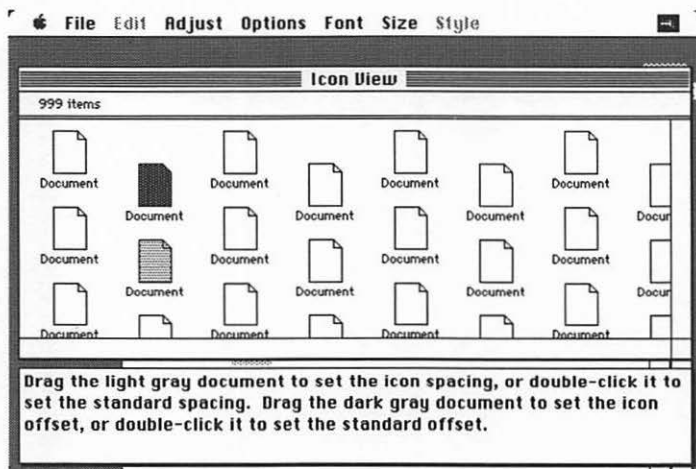 File Edit Adjust Options Font Size Style
Icon View
999 items
Document Document Document Document
Document Document Document Docum
Document Document Document Document
Document Document Document Docum
Document Document Document Document
Drag the light gray document to set the icon spacing, or double-click it to
set the standard spacing. Drag the dark gray document to set the icon
offset, or double-click it to set the standard offset.